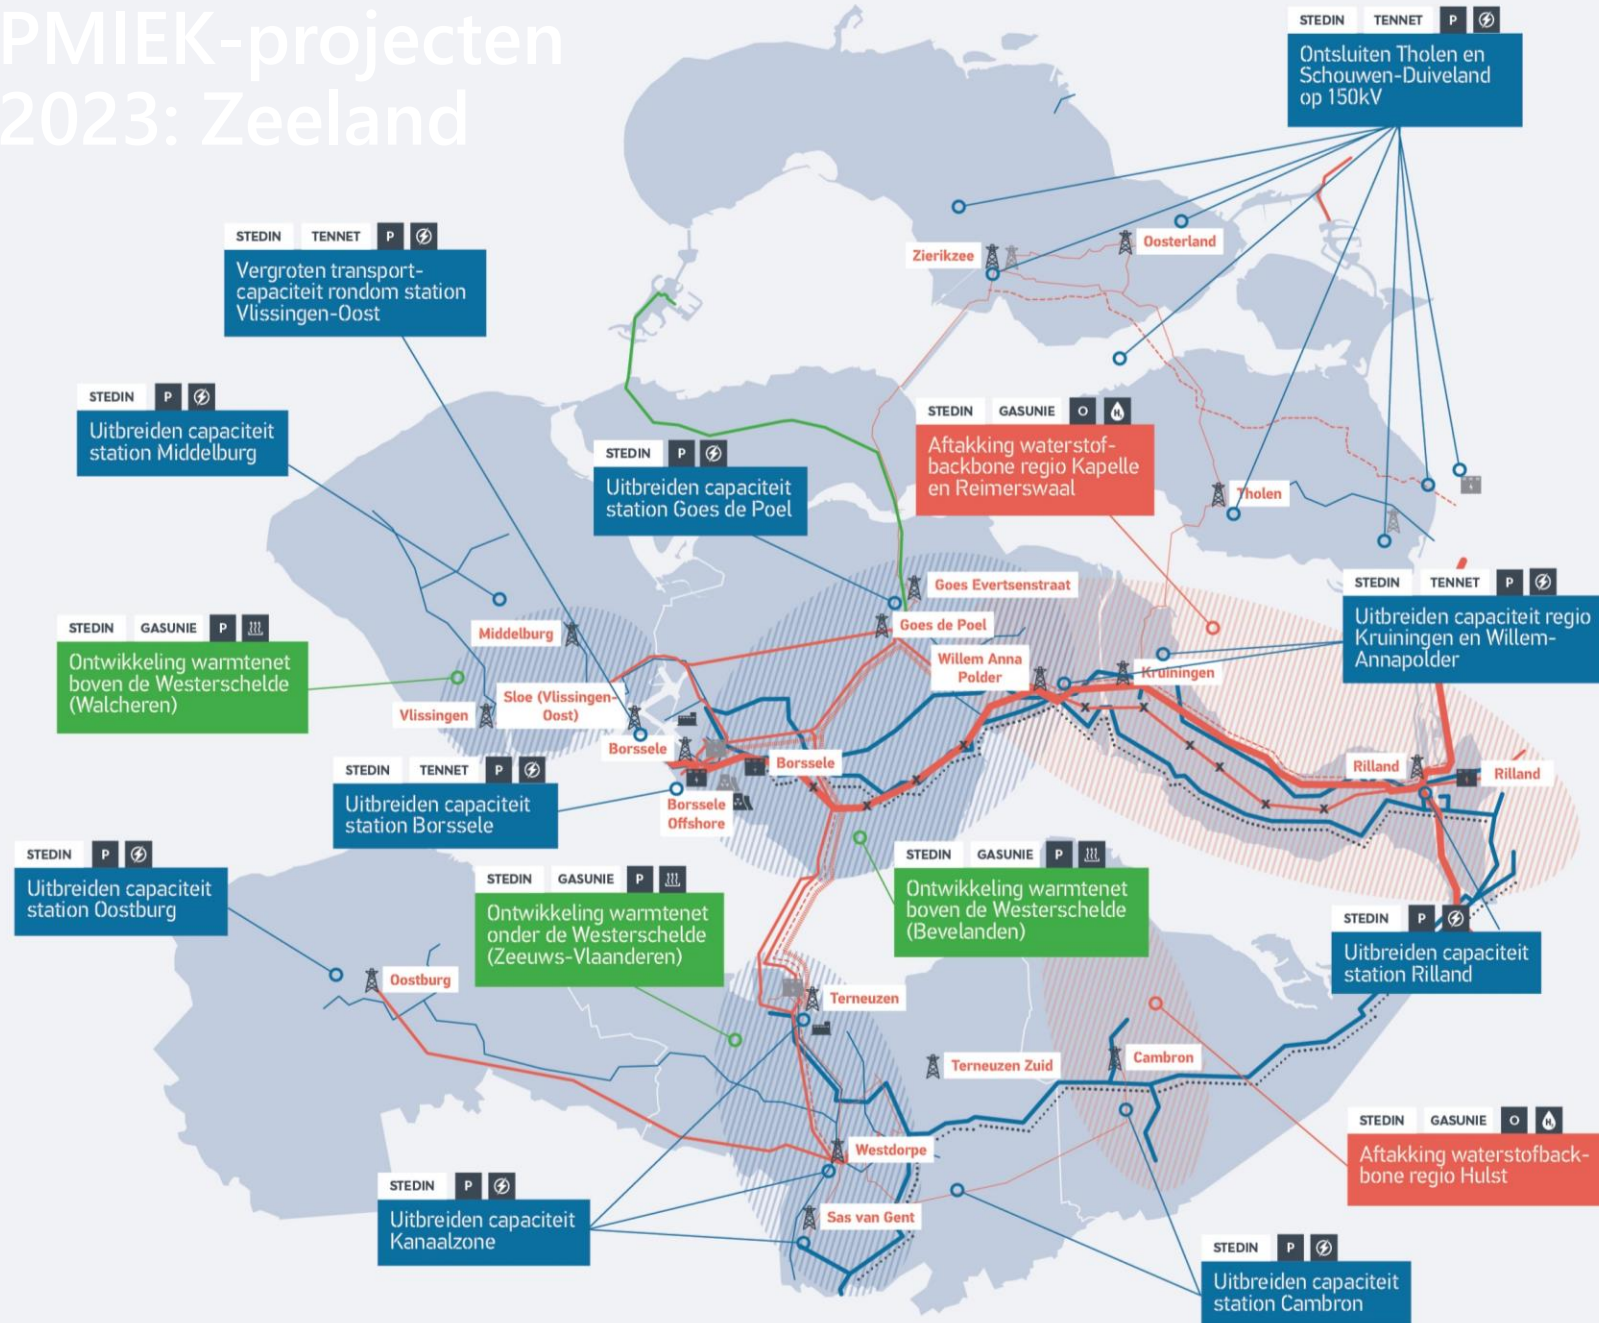 PMIEK-projecten
2023: Zeeland
STEDIN TENNET P
Ontsluiten Tholen en
Schouwen-Duiveland
op 150kV
STEDIN TENNET P
Vergroten transport-
capaciteit rondom station
Vlissingen-Oost
Zierikzee
Oosterland
STEDIN P
Uitbreiden capaciteit
station Middelburg
STEDIN P
Uitbreiden capaciteit
station Goes de Poel
STEDIN GASUNIE O H₂
Aftakking waterstof-
backbone regio Kapelle
en Reimerswaal
Tholen
STEDIN TENNET P
Uitbreiden capaciteit regio
Kruiningen en Willem-
Annapolder
Goes Evertsenstraat
Goes de Poel
Middelburg
STEDIN GASUNIE P
Ontwikkeling warmtenet
boven de Westerschelde
(Walcheren)
Willem Anna
Polder
Kruiningen
Vlissingen
Sloe (Vlissingen-
Oost)
Borssele
Borssele
Rilland
Rilland
STEDIN TENNET P
Uitbreiden capaciteit
station Borssele
Borssele
Offshore
STEDIN P
Uitbreiden capaciteit
station Oostburg
STEDIN GASUNIE P
Ontwikkeling warmtenet
onder de Westerschelde
(Zeeuws-Vlaanderen)
STEDIN GASUNIE P
Ontwikkeling warmtenet
boven de Westerschelde
(Bevelanden)
STEDIN P
Uitbreiden capaciteit
station Rilland
Oostburg
Terneuzen
Terneuzen Zuid
Cambron
STEDIN GASUNIE O H₂
Aftakking waterstofback-
bone regio Hulst
Westdorpe
STEDIN P
Uitbreiden capaciteit
Kanaalzone
Sas van Gent
STEDIN P
Uitbreiden capaciteit
station Cambron